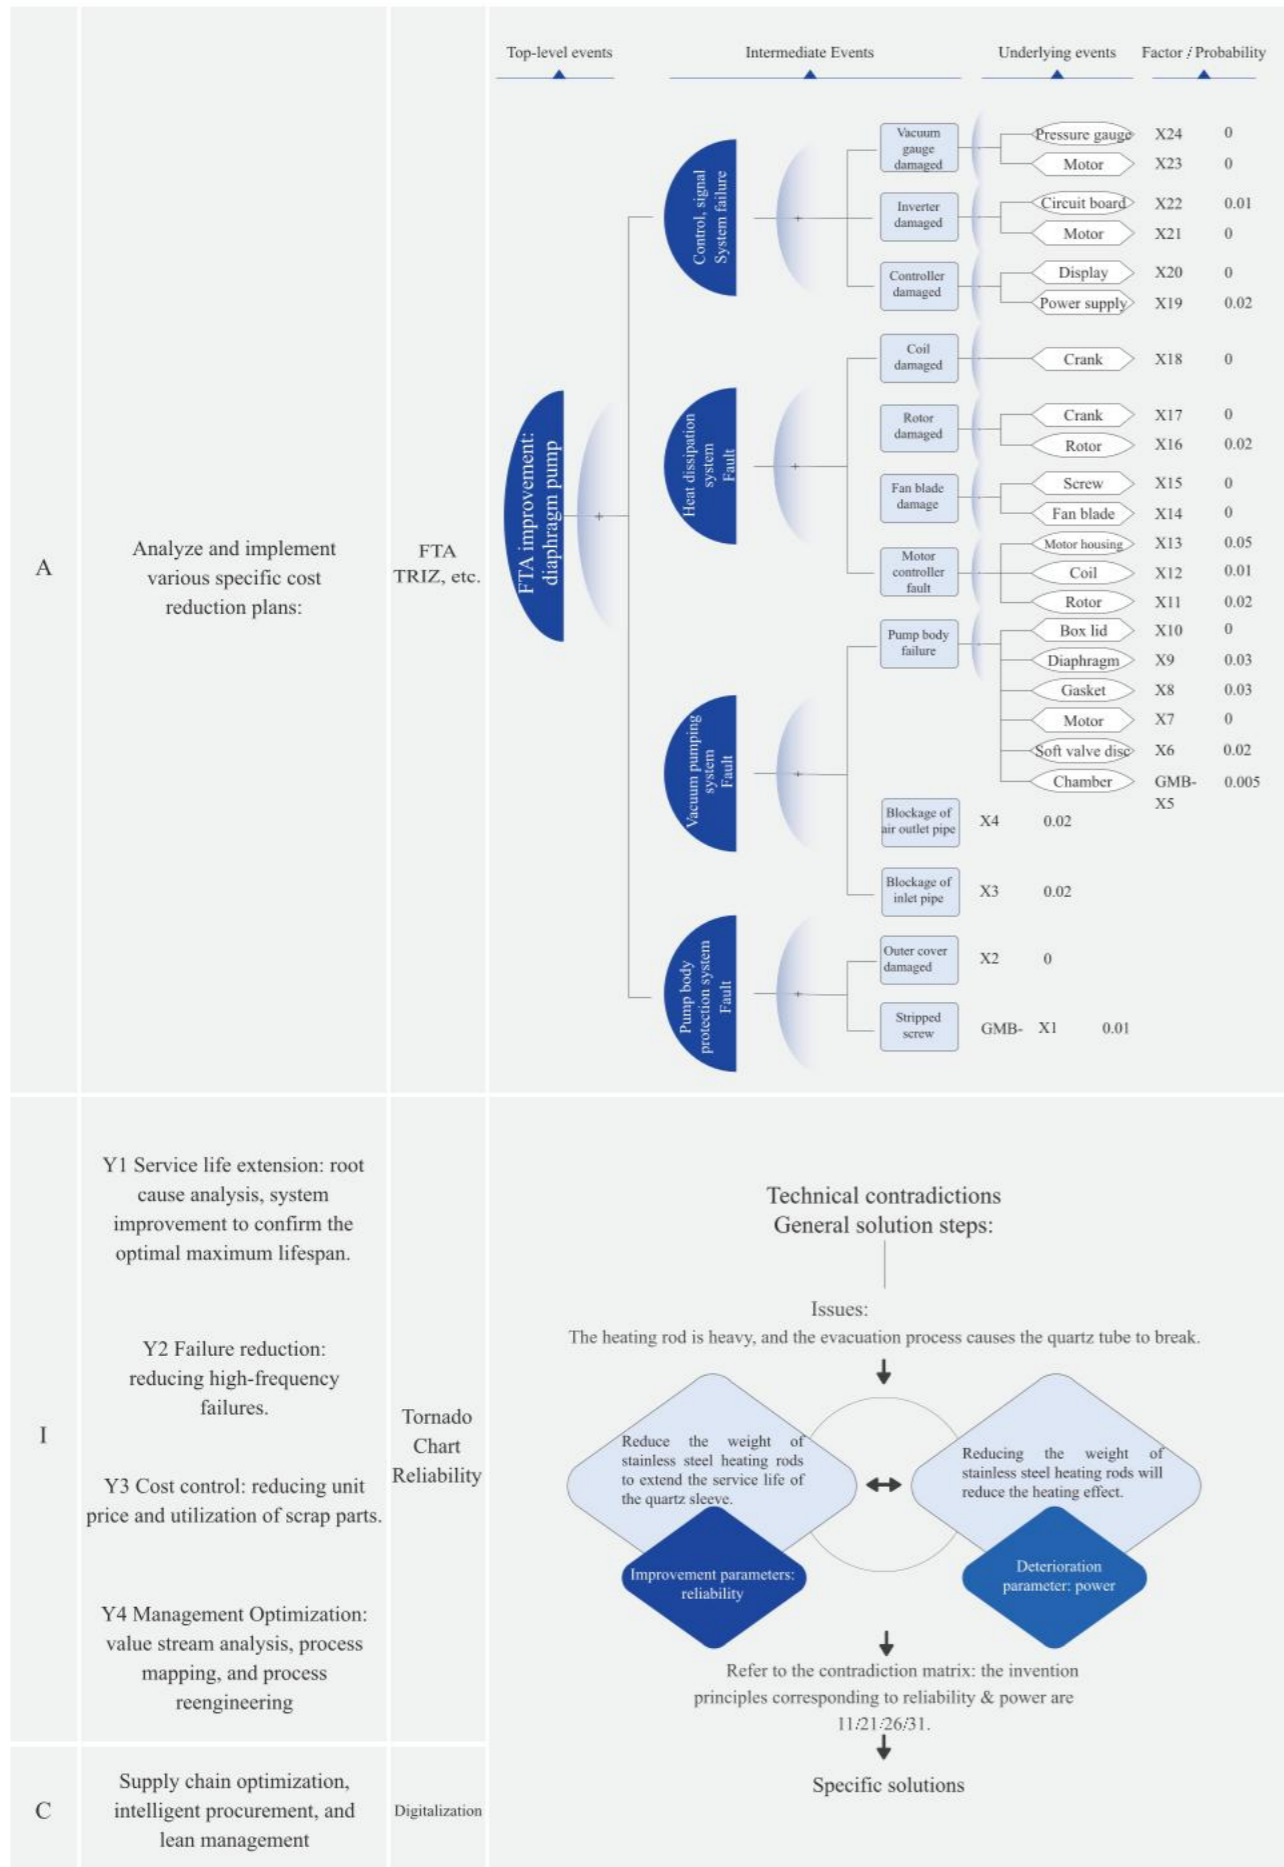 Top-level events
Intermediate Events
Underlying events
Factor / Probability
A
Analyze and implement
various specific cost
reduction plans:
FTA
TRIZ, etc.
FTA improvement:
diaphragm pump
Control, signal
System failure
Vacuum
gauge
damaged
Pressure gauge X24 0
Motor X23 0
Inverter
damaged
Circuit board X22 0.01
Motor X21 0
Controller
damaged
Display X20 0
Power supply X19 0.02
Heat dissipation
system
Fault
Coil
damaged
Crank X18 0
Rotor
damaged
Crank X17 0
Rotor X16 0.02
Fan blade
damage
Screw X15 0
Fan blade X14 0
Motor
controller
fault
Motor housing X13 0.05
Coil X12 0.01
Rotor X11 0.02
Vacuum pumping
system
Fault
Pump body
failure
Box lid X10 0
Diaphragm X9 0.03
Gasket X8 0.03
Motor X7 0
Soft valve disc X6 0.02
Chamber GMB- 0.005
X5
Blockage of
air outlet pipe
X4 0.02
Blockage of
inlet pipe
X3 0.02
Pump body
protection system
Fault
Outer cover
damaged
X2 0
Stripped
screw
GMB- X1 0.01
I
Y1 Service life extension: root
cause analysis, system
improvement to confirm the
optimal maximum lifespan.
Y2 Failure reduction:
reducing high-frequency
failures.
Y3 Cost control: reducing unit
price and utilization of scrap parts.
Y4 Management Optimization:
value stream analysis, process
mapping, and process
reengineering
Tornado
Chart
Reliability
Technical contradictions
General solution steps:
Issues:
The heating rod is heavy, and the evacuation process causes the quartz tube to break.
Reduce the weight of
stainless steel heating rods
to extend the service life of
the quartz sleeve.
Improvement parameters:
reliability
Reducing the weight of
stainless steel heating rods will
reduce the heating effect.
Deterioration
parameter: power
Refer to the contradiction matrix: the invention
principles corresponding to reliability & power are
11/21/26/31.
Specific solutions
C
Supply chain optimization,
intelligent procurement, and
lean management
Digitalization